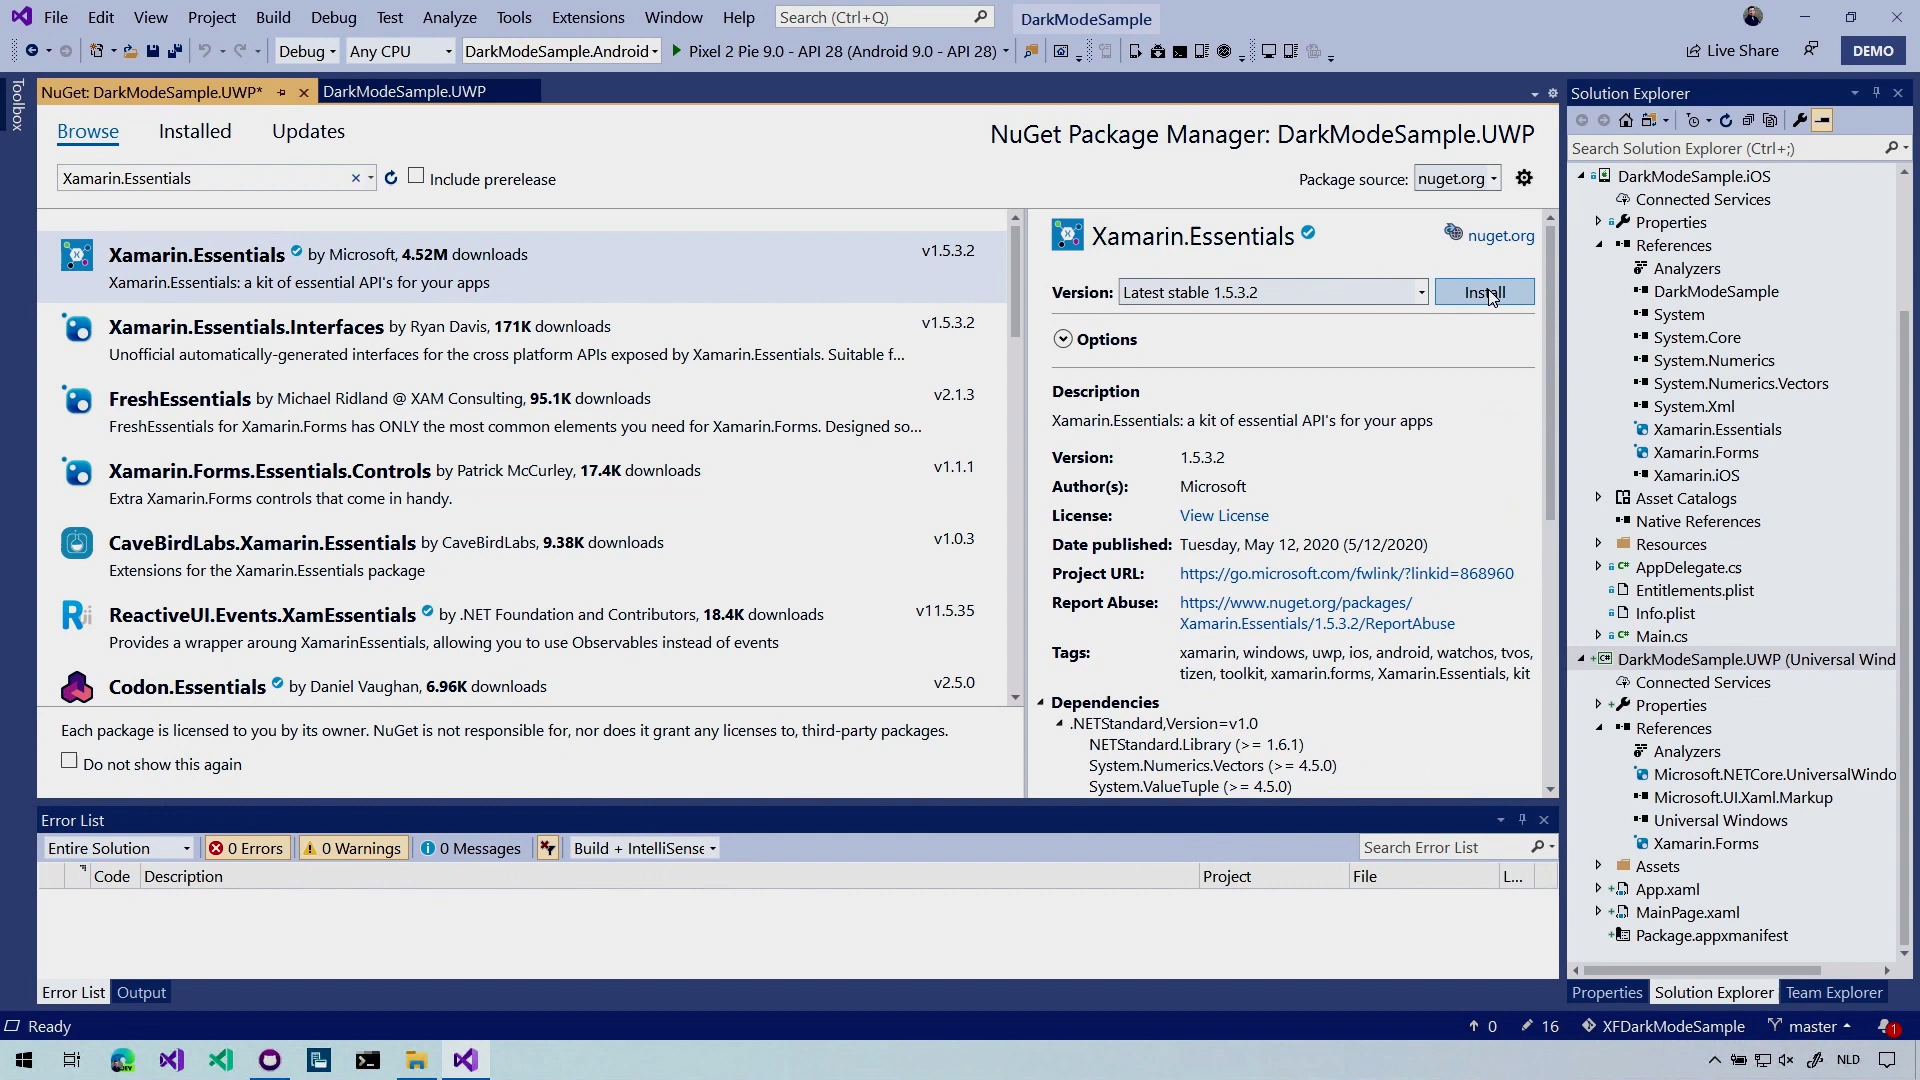 File Edit View Project Build Debug Test Analyze Tools Extensions Window Help Search (Ctrl+Q) DarkModeSample
Debug Any CPU DarkModeSample.Android Pixel 2 Pie 9.0 - API 28 (Android 9.0 - API 28) Live Share DEMO
Toolbox
NuGet: DarkModeSample.UWP* DarkModeSample.UWP
Browse Installed Updates
NuGet Package Manager: DarkModeSample.UWP
Xamarin.Essentials Include prerelease
Package source: nuget.org
Xamarin.Essentials by Microsoft, 4.52M downloads v1.5.3.2
Xamarin.Essentials: a kit of essential API's for your apps
Xamarin.Essentials.Interfaces by Ryan Davis, 171K downloads v1.5.3.2
Unofficial automatically-generated interfaces for the cross platform APIs exposed by Xamarin.Essentials. Suitable f...
FreshEssentials by Michael Ridland @ XAM Consulting, 95.1K downloads v2.1.3
FreshEssentials for Xamarin.Forms has ONLY the most common elements you need for Xamarin.Forms. Designed so...
Xamarin.Forms.Essentials.Controls by Patrick McCurley, 17.4K downloads v1.1.1
Extra Xamarin.Forms controls that come in handy.
CaveBirdLabs.Xamarin.Essentials by CaveBirdLabs, 9.38K downloads v1.0.3
Extensions for the Xamarin.Essentials package
ReactiveUI.Events.XamEssentials by .NET Foundation and Contributors, 18.4K downloads v11.5.35
Provides a wrapper aroung XamarinEssentials, allowing you to use Observables instead of events
Codon.Essentials by Daniel Vaughan, 6.96K downloads v2.5.0
Each package is licensed to you by its owner. NuGet is not responsible for, nor does it grant any licenses to, third-party packages.
Do not show this again
Xamarin.Essentials nuget.org
Version: Latest stable 1.5.3.2 Install
Options
Description
Xamarin.Essentials: a kit of essential API's for your apps
Version: 1.5.3.2
Author(s): Microsoft
License: View License
Date published: Tuesday, May 12, 2020 (5/12/2020)
Project URL: https://go.microsoft.com/fwlink/?linkid=868960
Report Abuse: https://www.nuget.org/packages/
Xamarin.Essentials/1.5.3.2/ReportAbuse
Tags: xamarin, windows, uwp, ios, android, watchos, tvos,
tizen, toolkit, xamarin.forms, Xamarin.Essentials, kit
Dependencies
.NETStandard,Version=v1.0
NETStandard.Library (>= 1.6.1)
System.Numerics.Vectors (>= 4.5.0)
System.ValueTuple (>= 4.5.0)
Error List
Entire Solution 0 Errors 0 Warnings 0 Messages Build + IntelliSense Search Error List
Code Description Project File L...
Error List Output
Solution Explorer
Search Solution Explorer (Ctrl+;)
DarkModeSample.iOS
Connected Services
Properties
References
Analyzers
DarkModeSample
System
System.Core
System.Numerics
System.Numerics.Vectors
System.Xml
Xamarin.Essentials
Xamarin.Forms
Xamarin.iOS
Asset Catalogs
Native References
Resources
AppDelegate.cs
Entitlements.plist
Info.plist
Main.cs
DarkModeSample.UWP (Universal Wind
Connected Services
Properties
References
Analyzers
Microsoft.NETCore.UniversalWindo
Microsoft.UI.Xaml.Markup
Universal Windows
Xamarin.Forms
Assets
App.xaml
MainPage.xaml
Package.appxmanifest
Properties Solution Explorer Team Explorer
Ready 0 16 XFDarkModeSample master 1
NLD